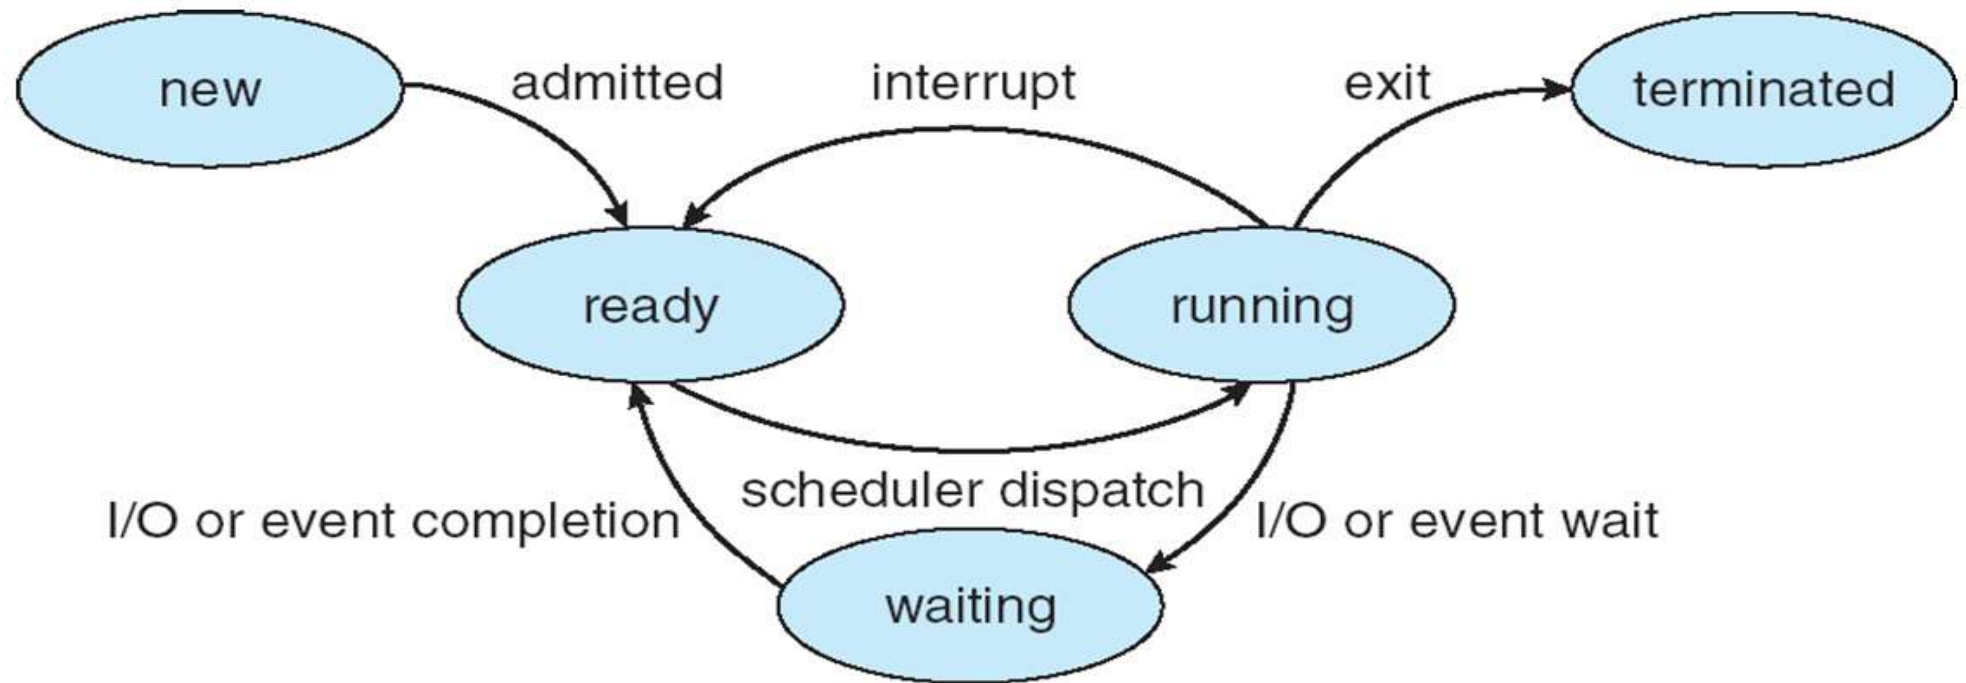 new
admitted
interrupt
exit
terminated
ready
running
scheduler dispatch
I/O or event completion
I/O or event wait
waiting